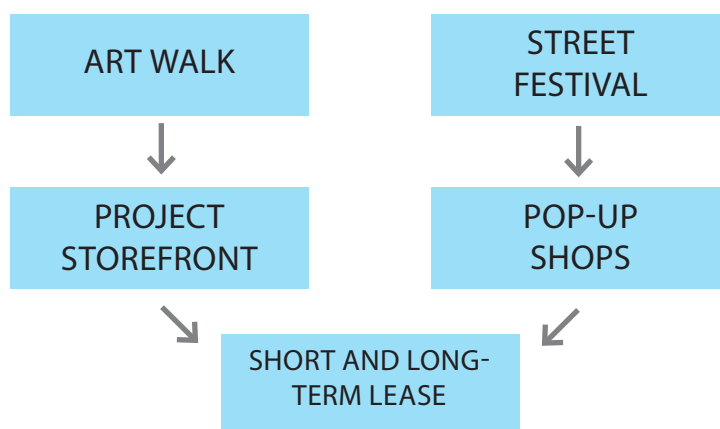 ART WALK
STREET
FESTIVAL
PROJECT
STOREFRONT
POP-UP
SHOPS
SHORT AND LONG-
TERM LEASE